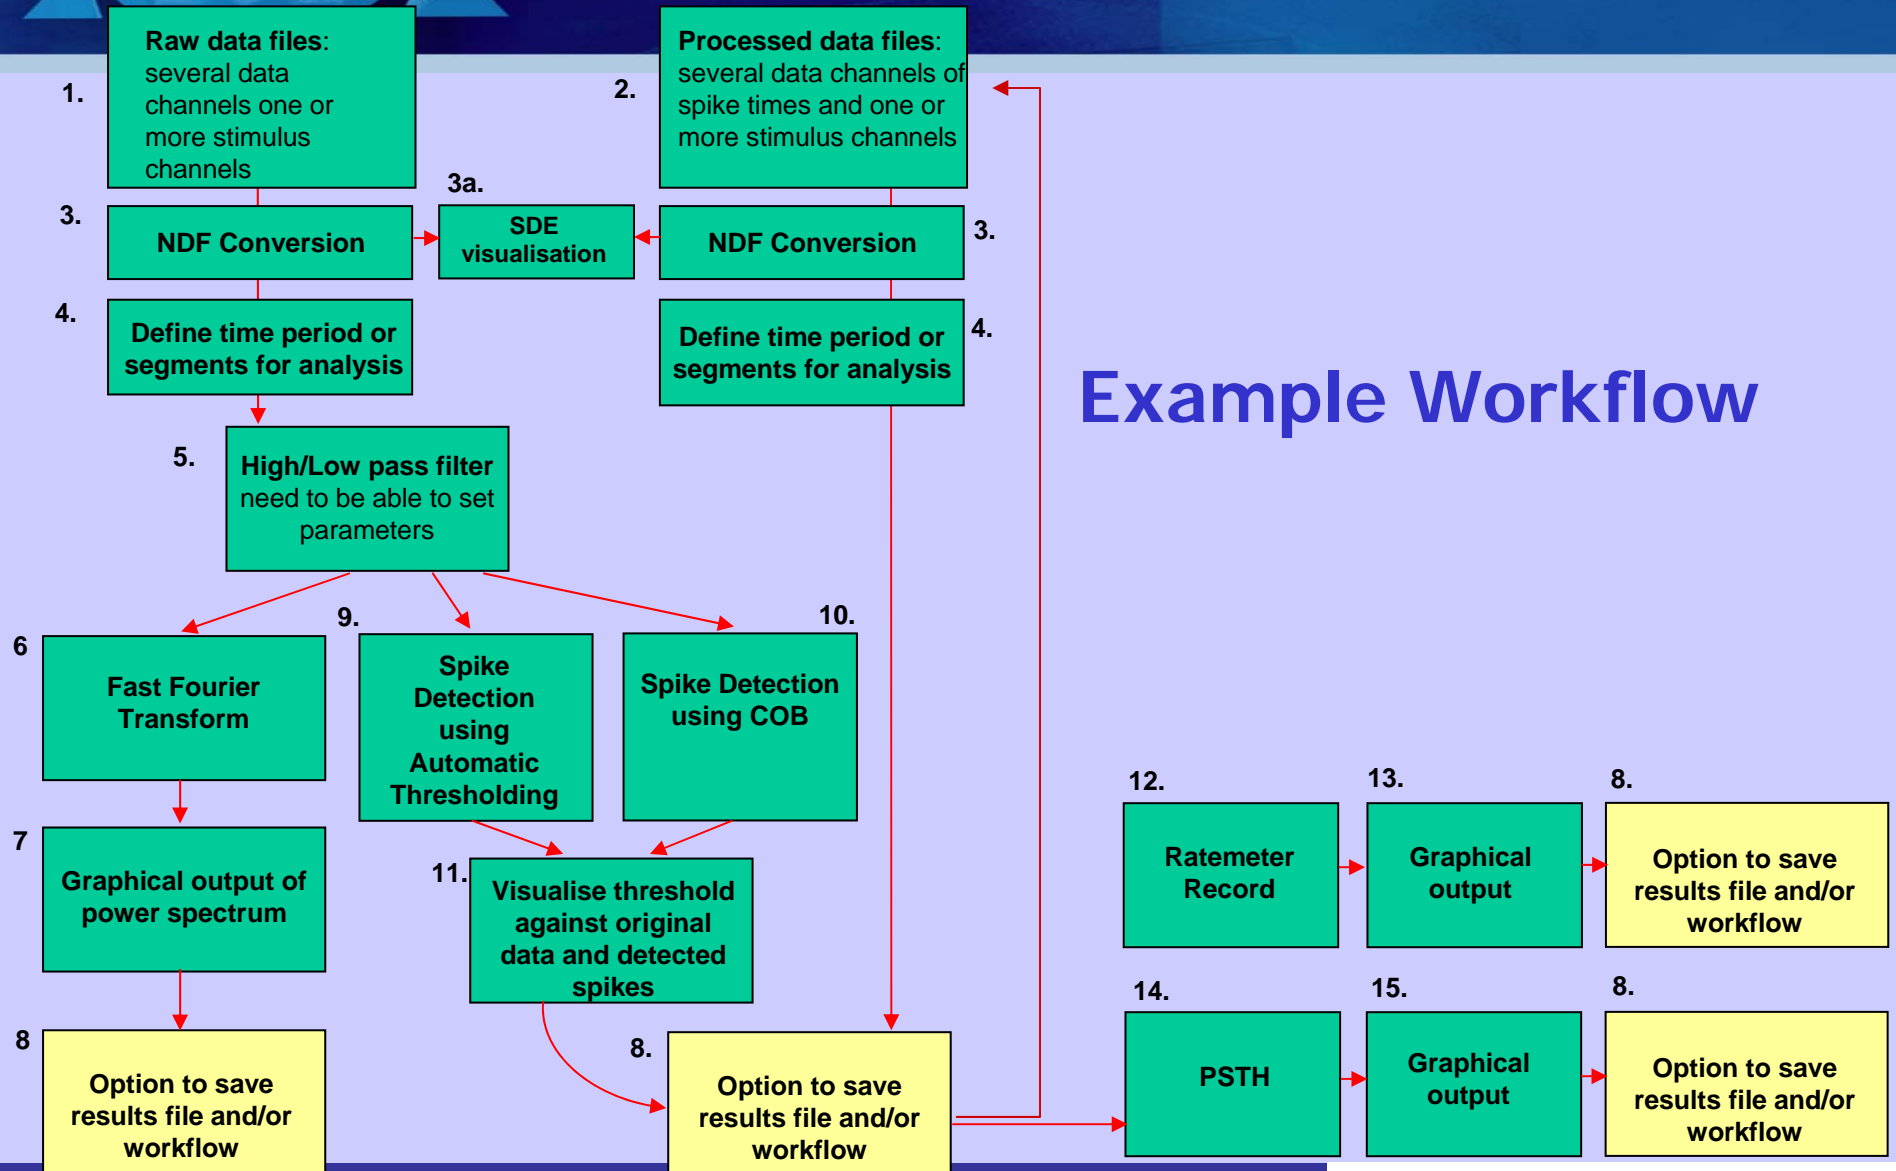 1.
Raw data files:
several data
channels one or
more stimulus
channels
2.
Processed data files:
several data channels of
spike times and one or
more stimulus channels
3.
NDF Conversion
3a.
SDE
visualisation
NDF Conversion
3.
4.
Define time period or
segments for analysis
Define time period or
segments for analysis
4.
Example Workflow
5.
High/Low pass filter
need to be able to set
parameters
6
Fast Fourier
Transform
9.
Spike
Detection
using
Automatic
Thresholding
10.
Spike Detection
using COB
7
Graphical output of
power spectrum
11.
Visualise threshold
against original
data and detected
spikes
8
Option to save
results file and/or
workflow
8.
Option to save
results file and/or
workflow
12.
Ratemeter
Record
13.
Graphical
output
8.
Option to save
results file and/or
workflow
14.
PSTH
15.
Graphical
output
8.
Option to save
results file and/or
workflow